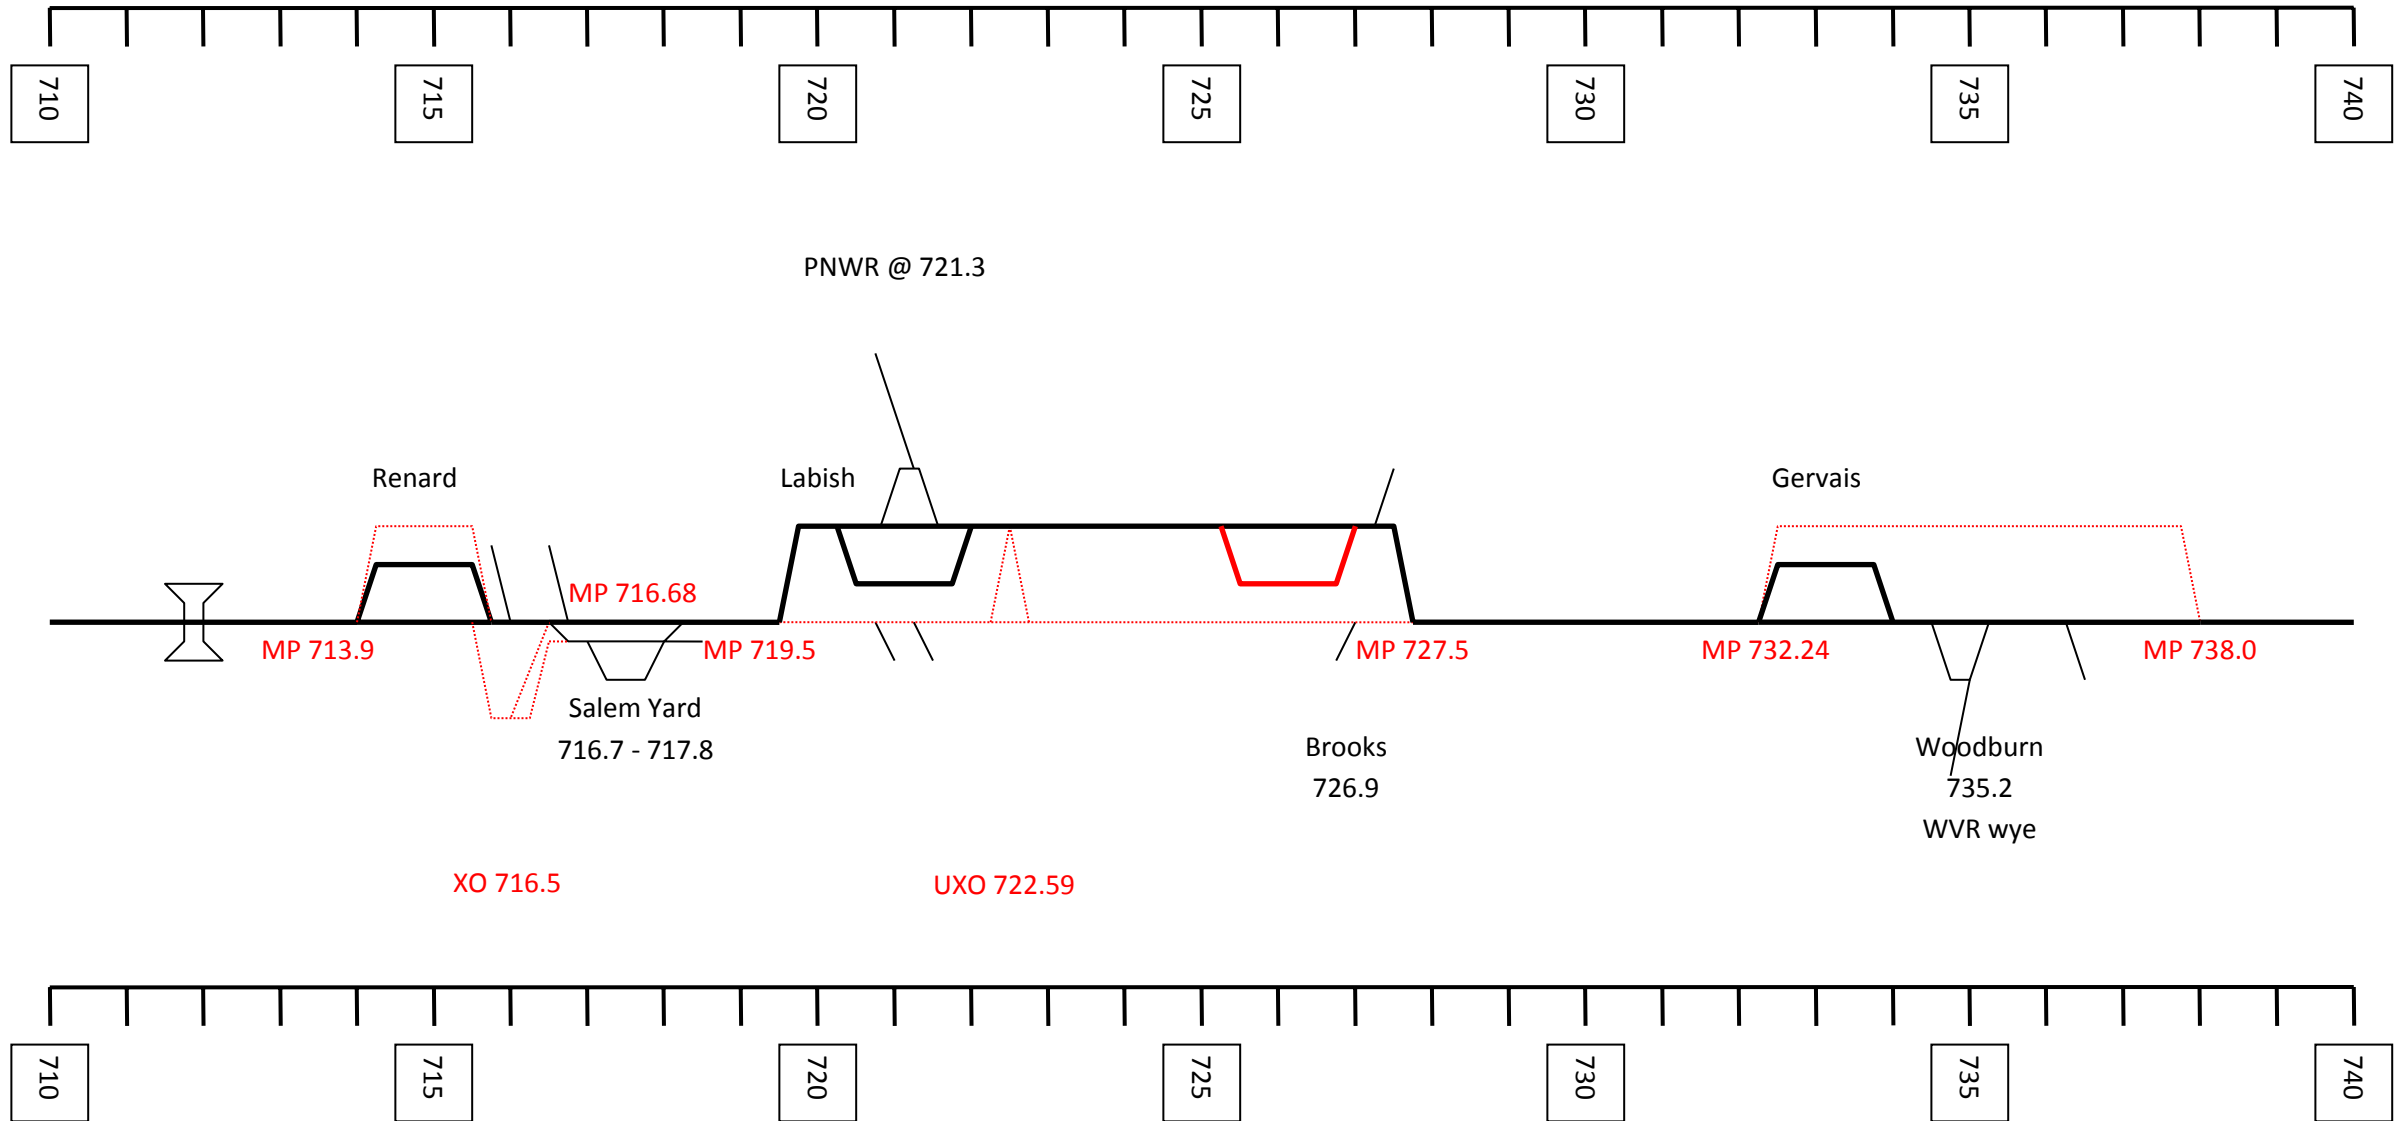 710
715
720
725
730
735
740
PNWR @ 721.3
Renard
Labish
Gervais
MP 716.68
MP 713.9
MP 719.5
MP 727.5
MP 732.24
MP 738.0
Salem Yard
716.7 - 717.8
Brooks
726.9
Woodburn
735.2
WVR wye
XO 716.5
UXO 722.59
710
715
720
725
730
735
740